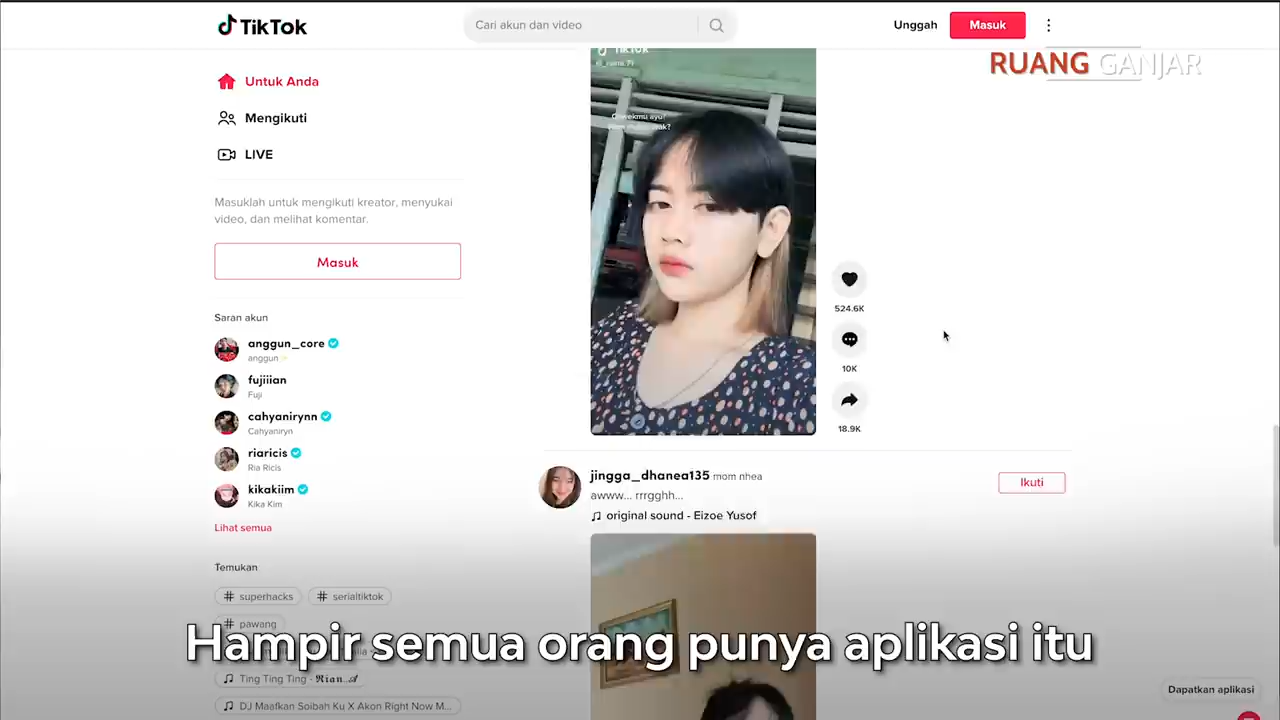 TikTok
Cari akun dan video
Unggah
Masuk
RUANG GANJAR
Untuk Anda
Mengikuti
LIVE
Masuklah untuk mengikuti kreator, menyukai
video, dan melihat komentar.
Masuk
Saran akun
anggun_core
anggun
fujiiian
Fuji
cahyanirynn
Cahyaniryn
riaricis
Ria Ricis
kikakiim
Kika Kim
Lihat semua
Temukan
# superhacks
# serialtiktok
# pawang
Ting Ting Ting - 𝕽𝖎𝖆𝖓.𝓐
DJ Maafkan Soibah Ku X Akon Right Now M...
TikTok
524.6K
10K
18.9K
jingga_dhanea135 mom nhea
awww... rrrgghh...
original sound - Eizoe Yusof
Ikuti
Hampir semua orang punya aplikasi itu
Dapatkan aplikasi